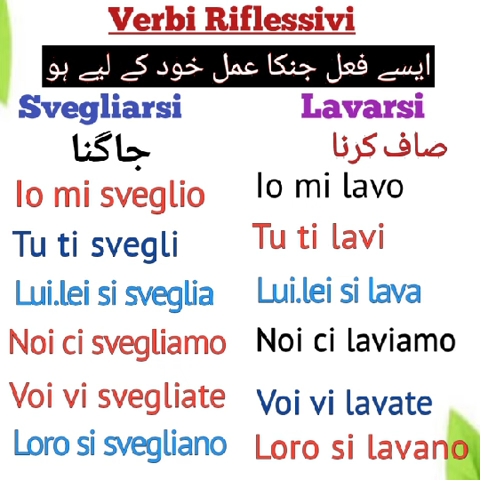 Verbi Riflessivi
ایسے فعل جنکا عمل خود کے لیے ہو
Svegliarsi
جاگنا
Io mi sveglio
Tu ti svegli
Lui.lei si sveglia
Noi ci svegliamo
Voi vi svegliate
Loro si svegliano
Lavarsi
صاف کرنا
Io mi lavo
Tu ti lavi
Lui.lei si lava
Noi ci laviamo
Voi vi lavate
Loro si lavano